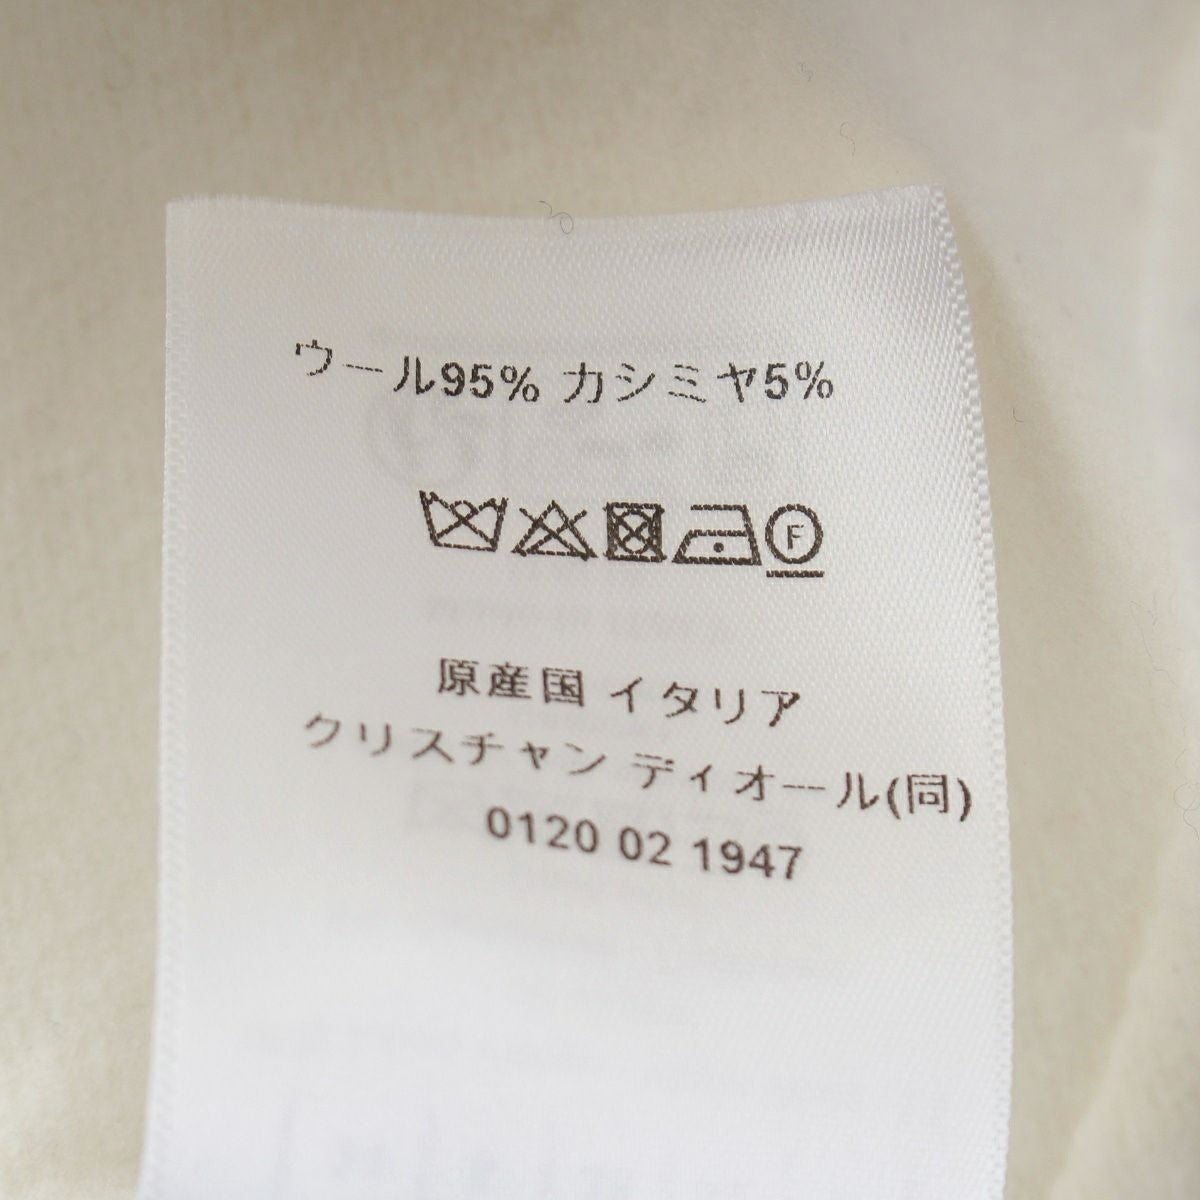 ウール95% カシミヤ5%
F
原産国 イタリア
クリスチャン ディオール(同)
0120 02 1947